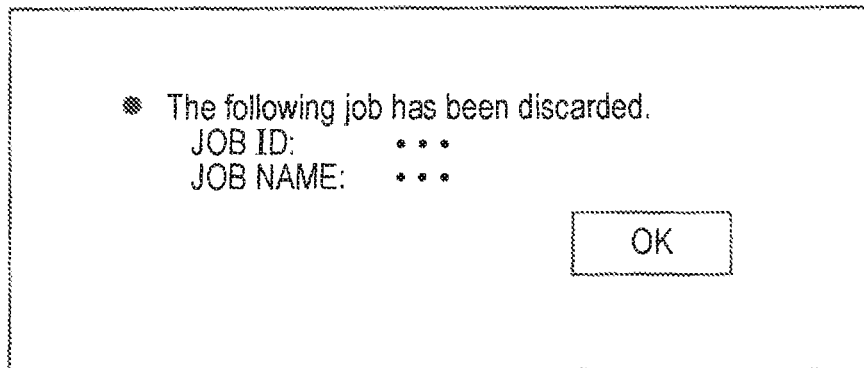 ● The following job has been discarded.
JOB ID: • • •
JOB NAME: • • •
OK